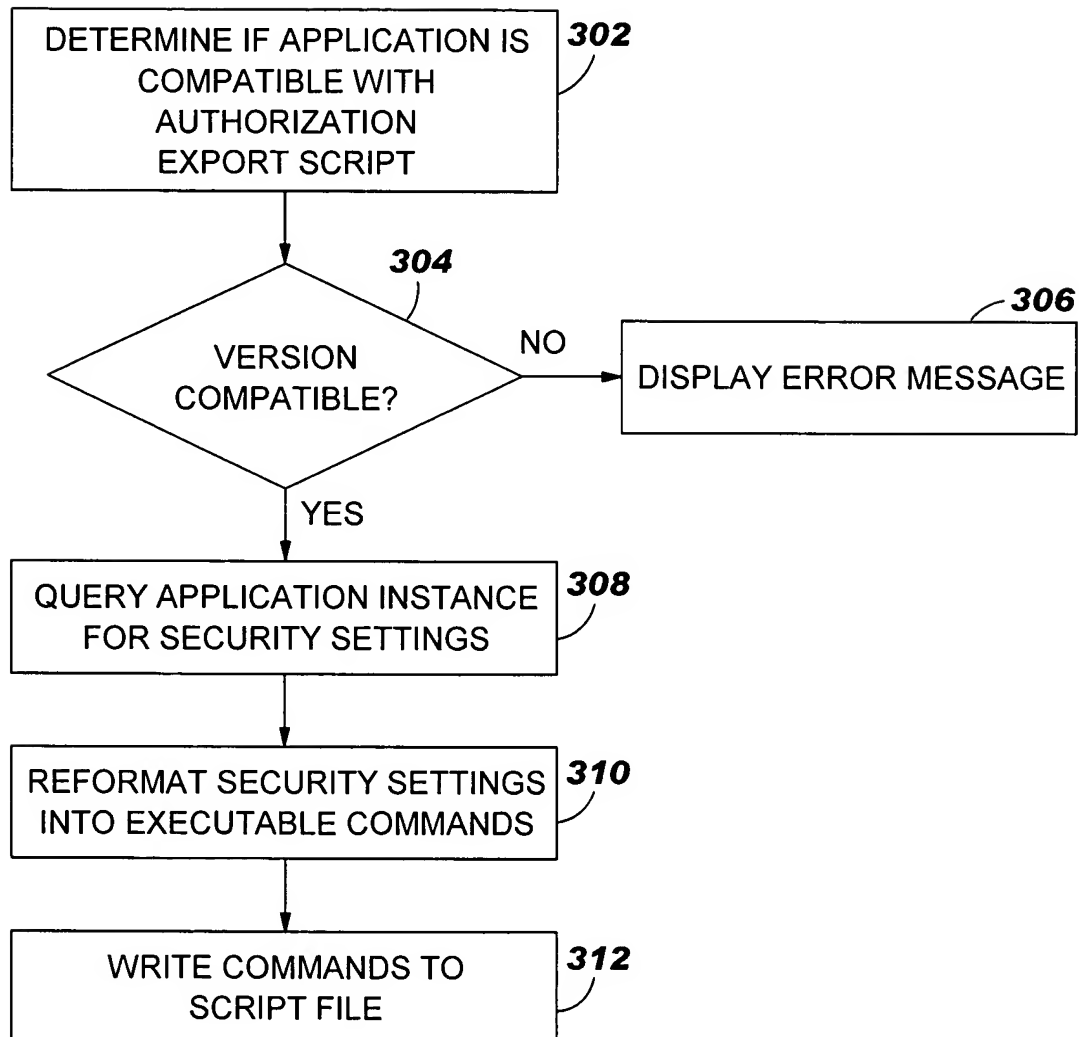 DETERMINE IF APPLICATION IS
COMPATIBLE WITH
AUTHORIZATION
EXPORT SCRIPT
302
304
VERSION
COMPATIBLE?
NO
306
DISPLAY ERROR MESSAGE
YES
QUERY APPLICATION INSTANCE
FOR SECURITY SETTINGS
308
REFORMAT SECURITY SETTINGS
INTO EXECUTABLE COMMANDS
310
WRITE COMMANDS TO
SCRIPT FILE
312